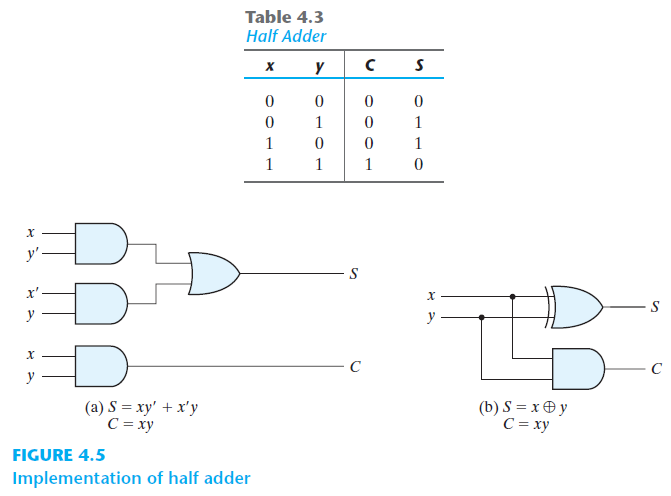 Table 4.3
Half Adder
x y C S
0 0 0 0
0 1 0 1
1 0 0 1
1 1 1 0
x
y'
S
x'
y
x
y
C
(a) S = xy' + x'y
C = xy
x
y
S
C
(b) S = x ⊕ y
C = xy
FIGURE 4.5
Implementation of half adder